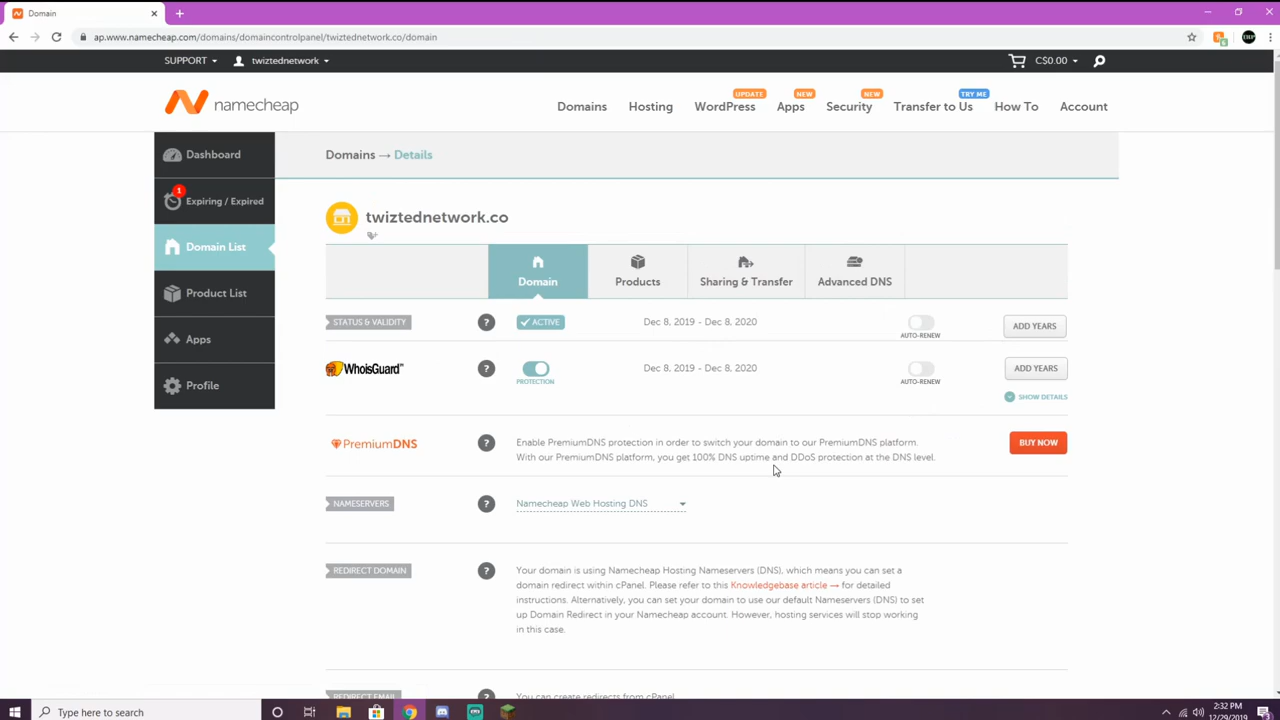 Domain
ap.www.namecheap.com/domains/domaincontrolpanel/twiztednetwork.co/domain
SUPPORT
twiztednetwork
C$0.00
namecheap
UPDATE
NEW
NEW
TRY ME
Domains
Hosting
WordPress
Apps
Security
Transfer to Us
How To
Account
Dashboard
1
Expiring / Expired
Domain List
Product List
Apps
Profile
Domains → Details
twiztednetwork.co
Domain
Products
Sharing & Transfer
Advanced DNS
STATUS & VALIDITY
?
ACTIVE
Dec 8, 2019 - Dec 8, 2020
AUTO-RENEW
ADD YEARS
WhoisGuard
?
PROTECTION
Dec 8, 2019 - Dec 8, 2020
AUTO-RENEW
ADD YEARS
SHOW DETAILS
PremiumDNS
?
Enable PremiumDNS protection in order to switch your domain to our PremiumDNS platform.
With our PremiumDNS platform, you get 100% DNS uptime and DDoS protection at the DNS level.
BUY NOW
NAMESERVERS
?
Namecheap Web Hosting DNS
REDIRECT DOMAIN
?
Your domain is using Namecheap Hosting Nameservers (DNS), which means you can set a
domain redirect within cPanel. Please refer to this Knowledgebase article → for detailed
instructions. Alternatively, you can set your domain to use our default Nameservers (DNS) to set
up Domain Redirect in your Namecheap account. However, hosting services will stop working
in this case.
REDIRECT EMAIL
?
You can create redirects from cPanel
Type here to search
2:32 PM
12/29/2019